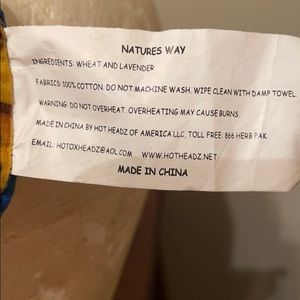 NATURES WAY
INGREDIENTS: WHEAT AND LAVENDER
FABRICS: 100% COTTON. DO NOT MACHINE WASH. WIPE CLEAN WITH DAMP TOWEL.
WARNING: DO NOT OVERHEAT. OVERHEATING MAY CAUSE BURNS.
MADE IN CHINA BY HOT HEADZ OF AMERICA LLC, TOLL FREE: 866 HERB PAK
EMAIL: HOTOXHEADZ@AOL.COM WWW.HOTHEADZ.NET
MADE IN CHINA